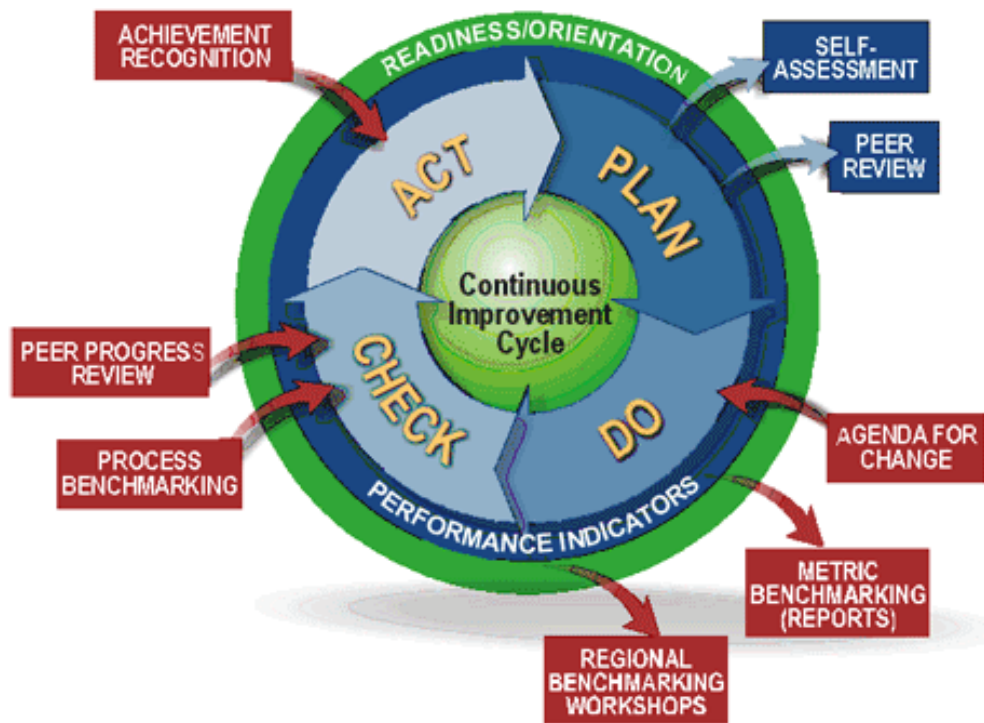 ACHIEVEMENT
RECOGNITION
READINESS/ORIENTATION
SELF-
ASSESSMENT
PEER
REVIEW
ACT
PLAN
Continuous
Improvement
Cycle
PEER PROGRESS
REVIEW
CHECK
DO
PROCESS
BENCHMARKING
AGENDA FOR
CHANGE
PERFORMANCE INDICATORS
METRIC
BENCHMARKING
(REPORTS)
REGIONAL
BENCHMARKING
WORKSHOPS